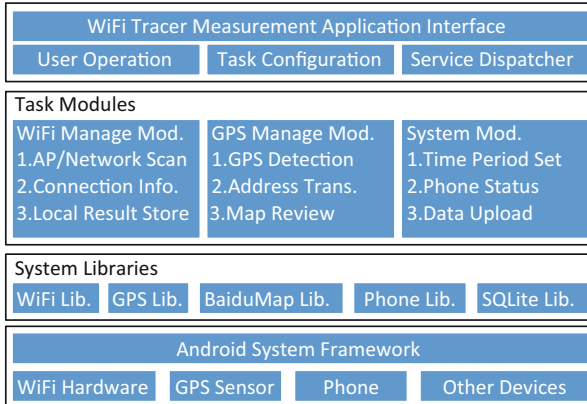 WiFi Tracer Measurement Application Interface
User Operation Task Configuration Service Dispatcher
Task Modules
WiFi Manage Mod.
1.AP/Network Scan
2.Connection Info.
3.Local Result Store
GPS Manage Mod.
1.GPS Detection
2.Address Trans.
3.Map Review
System Mod.
1.Time Period Set
2.Phone Status
3.Data Upload
System Libraries
WiFi Lib. GPS Lib. BaiduMap Lib. Phone Lib. SQLite Lib.
Android System Framework
WiFi Hardware GPS Sensor Phone Other Devices